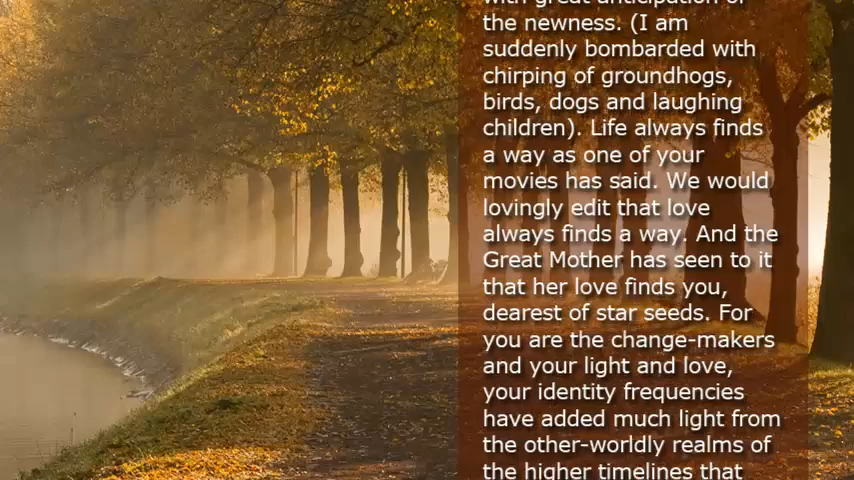 with great anticipation of
the newness. (I am
suddenly bombarded with
chirping of groundhogs,
birds, dogs and laughing
children). Life always finds
a way as one of your
movies has said. We would
lovingly edit that love
always finds a way. And the
Great Mother has seen to it
that her love finds you,
dearest of star seeds. For
you are the change-makers
and your light and love,
your identity frequencies
have added much light from
the other-worldly realms of
the higher timelines that